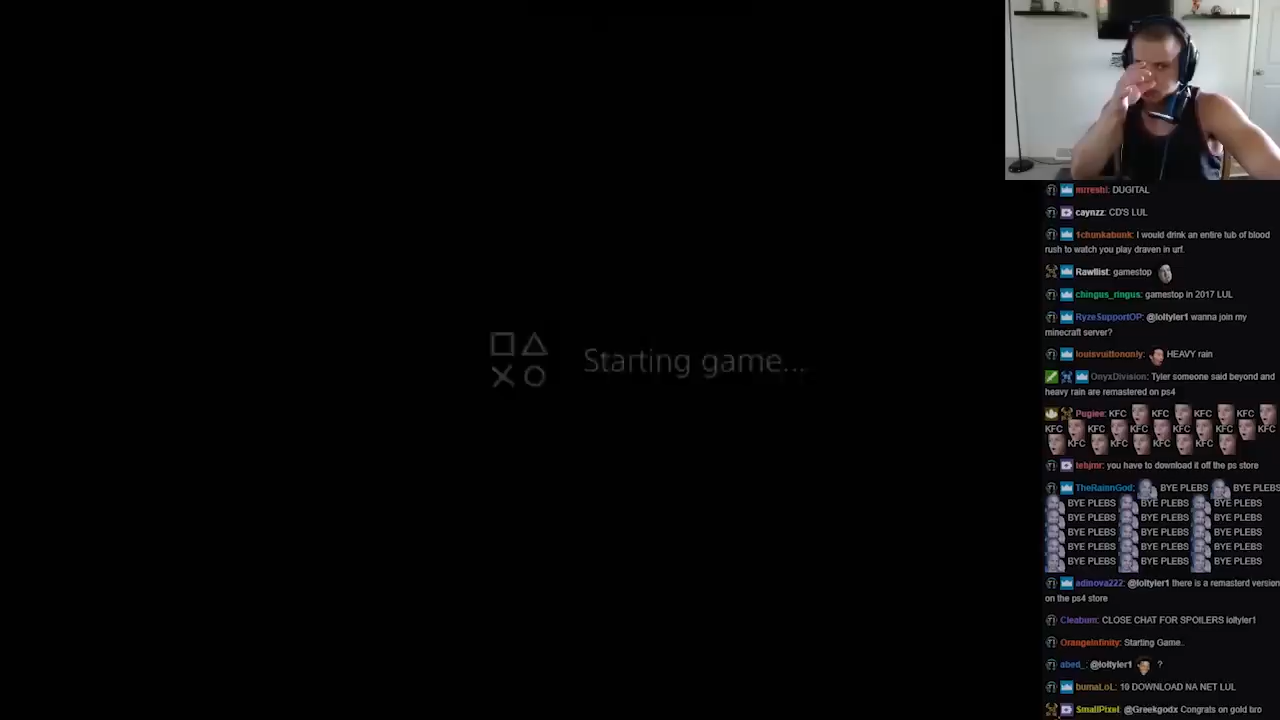 Starting game...
mrreshi: DUGITAL
caynzz: CD'S LUL
1chunkabunk: I would drink an entire tub of blood
rush to watch you play draven in urf.
Rawllist: gamestop
chingus_ringus: gamestop in 2017 LUL
RyzeSupportOP: @loltyler1 wanna join my
minecraft server?
louisvuittononly: HEAVY rain
OnyxDivision: Tyler someone said beyond and
heavy rain are remastered on ps4
Puglee: KFC KFC KFC KFC
KFC KFC KFC KFC KFC KFC
KFC KFC KFC KFC
tehjmr: you have to download it off the ps store
TheRainnGod: BYE PLEBS BYE PLEBS
BYE PLEBS BYE PLEBS BYE PLEBS
BYE PLEBS BYE PLEBS BYE PLEBS
BYE PLEBS BYE PLEBS BYE PLEBS
BYE PLEBS BYE PLEBS BYE PLEBS
BYE PLEBS BYE PLEBS BYE PLEBS
adinova222: @loltyler1 there is a remasterd version
on the ps4 store
Cleabum: CLOSE CHAT FOR SPOILERS loltyler1
OrangeInfinity: Starting Game..
abed_: @loltyler1 ?
bumaLoL: 10 DOWNLOAD NA NET LUL
SmallPixel: @Greekgodx Congrats on gold bro